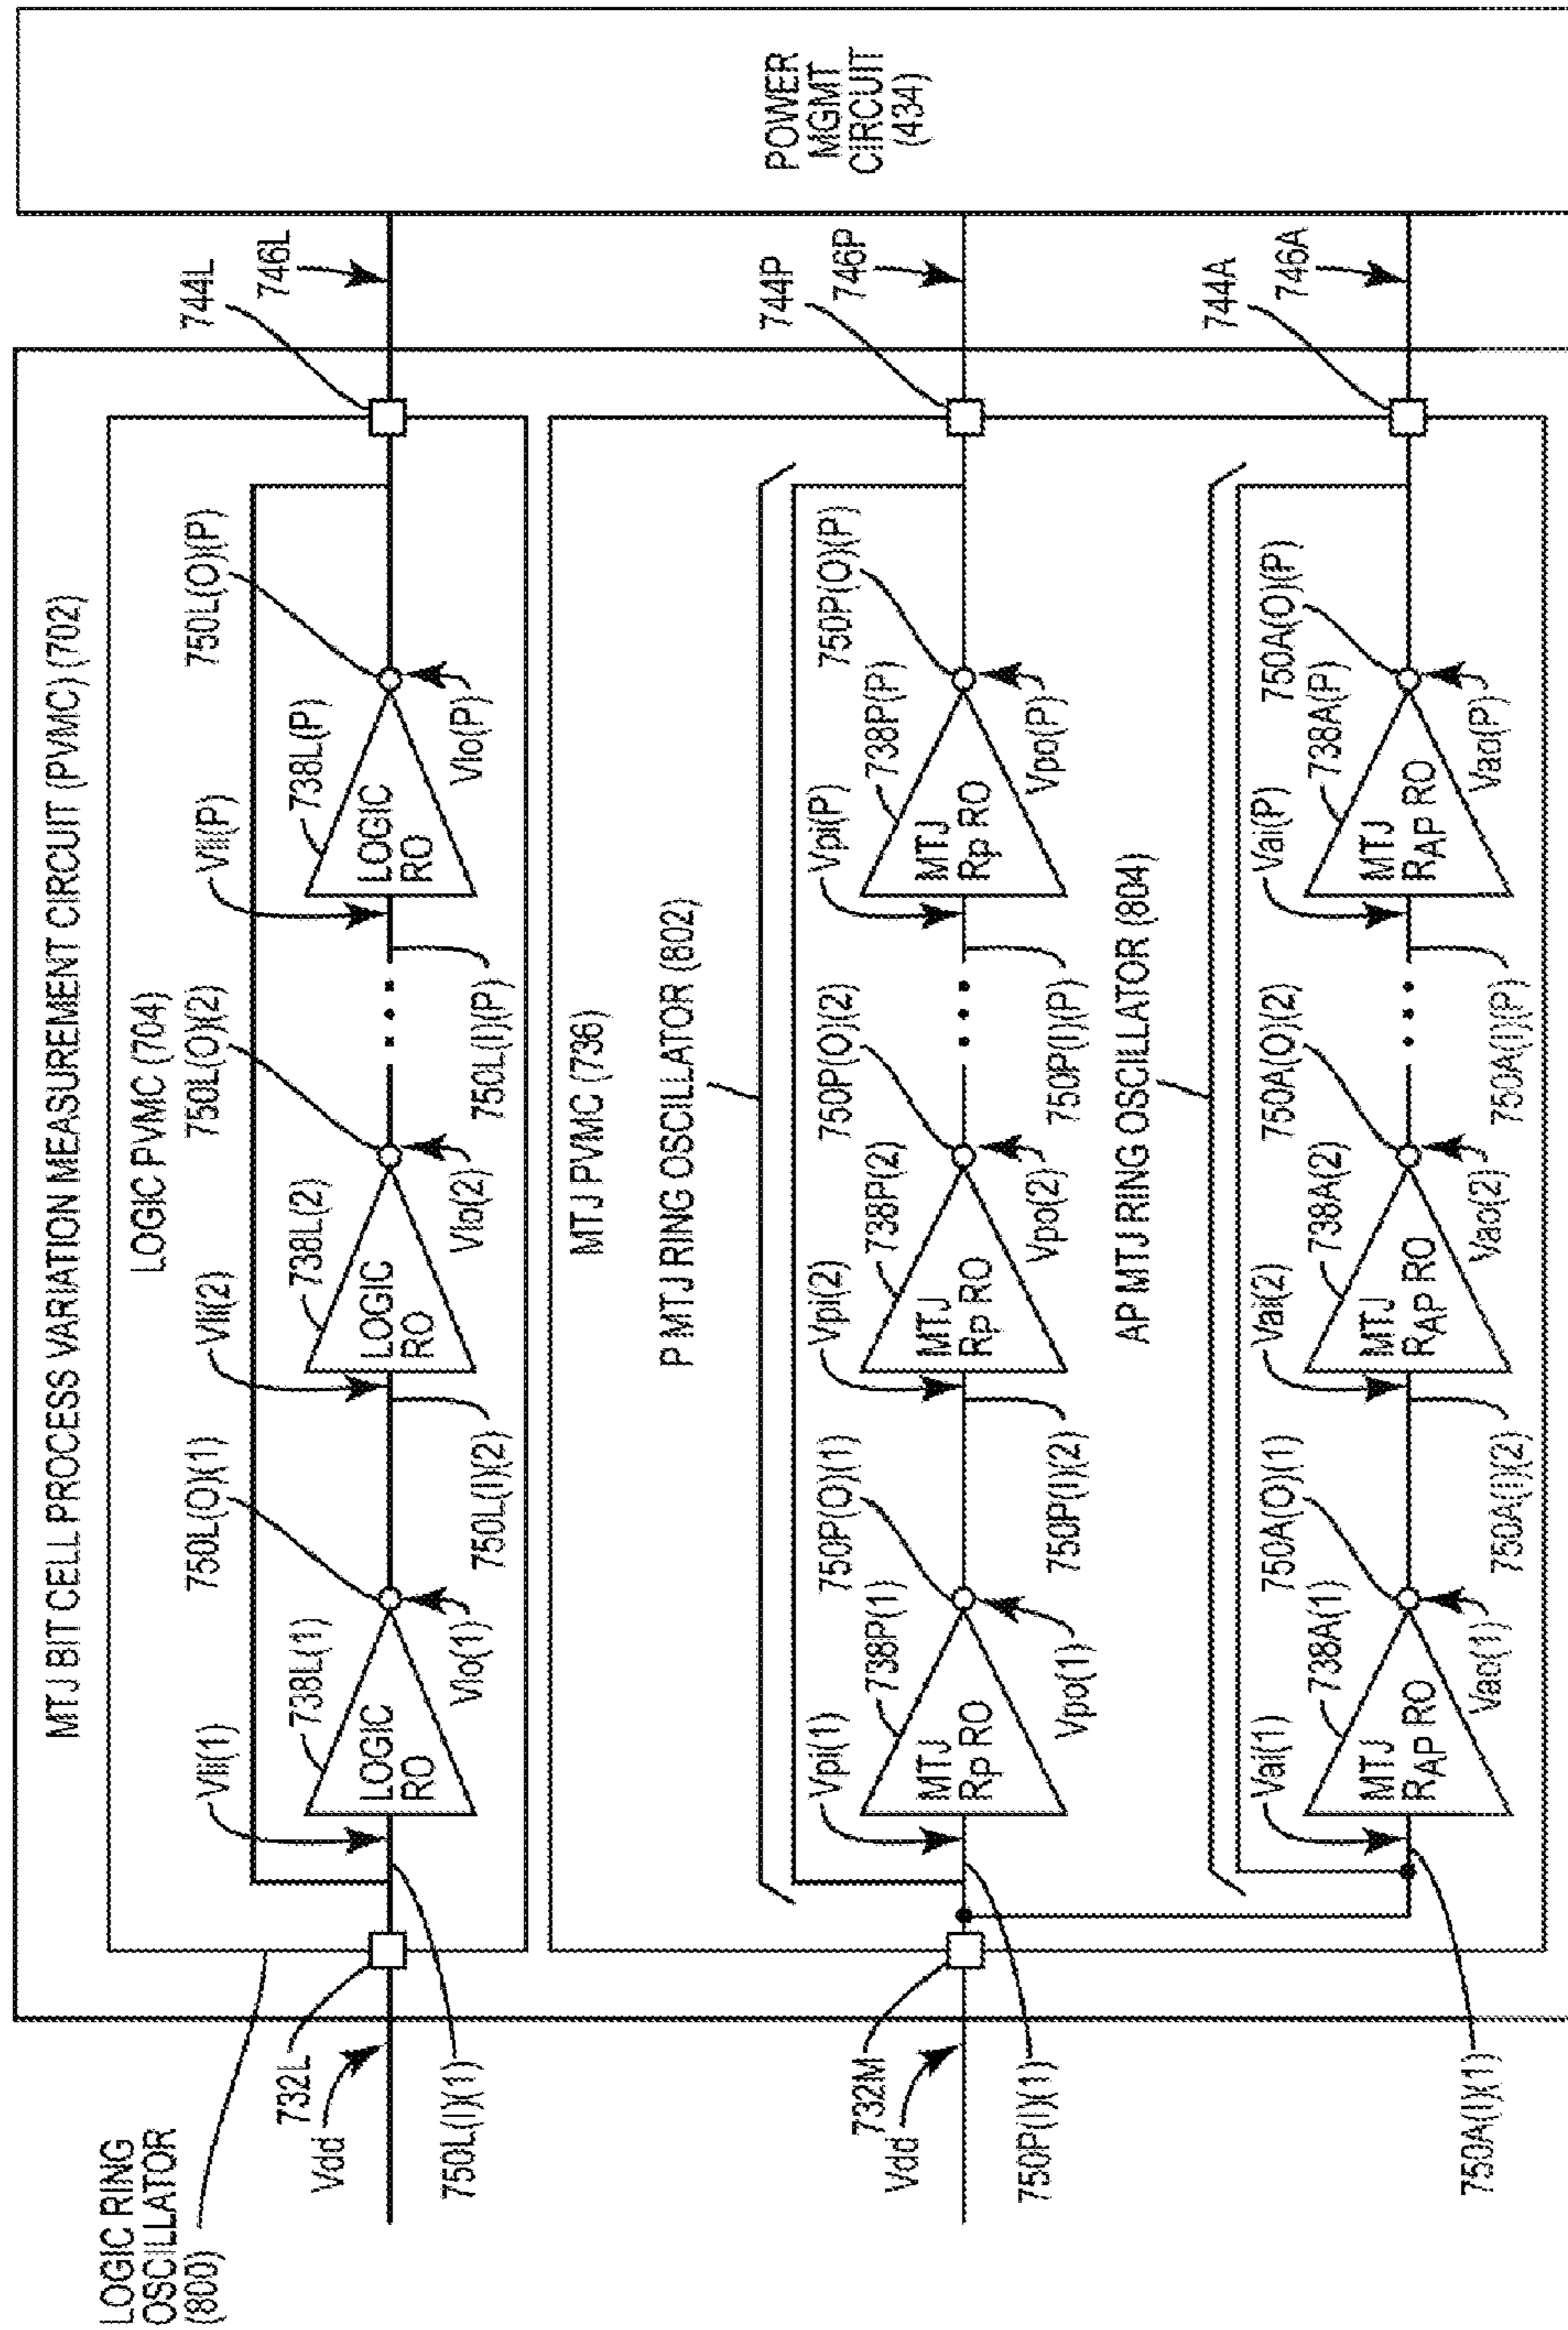 MTJ BIT CELL PROCESS VARIATION MEASUREMENT CIRCUIT (PVMC) (702)
LOGIC RING
OSCILLATOR
(800)
LOGIC PVMC (704)
732L
Vdd
750L(I)(1)
Vli(1)
738L(1)
LOGIC
RO
750L(O)(1)
Vlo(1)
Vli(2)
750L(I)(2)
738L(2)
LOGIC
RO
750L(O)(2)
Vlo(2)
Vli(P)
750L(I)(P)
738L(P)
LOGIC
RO
750L(O)(P)
Vlo(P)
744L
746L
MTJ PVMC (736)
P MTJ RING OSCILLATOR (802)
732M
Vdd
750P(I)(1)
Vpi(1)
738P(1)
MTJ
RP RO
750P(O)(1)
Vpo(1)
Vpi(2)
750P(I)(2)
738P(2)
MTJ
RP RO
750P(O)(2)
Vpo(2)
Vpi(P)
750P(I)(P)
738P(P)
MTJ
RP RO
750P(O)(P)
Vpo(P)
744P
746P
AP MTJ RING OSCILLATOR (804)
750A(I)(1)
Vai(1)
738A(1)
MTJ
RAP RO
750A(O)(1)
Vao(1)
Vai(2)
750A(I)(2)
738A(2)
MTJ
RAP RO
750A(O)(2)
Vao(2)
Vai(P)
750A(I)(P)
738A(P)
MTJ
RAP RO
750A(O)(P)
Vao(P)
744A
746A
POWER
MGMT
CIRCUIT
(434)